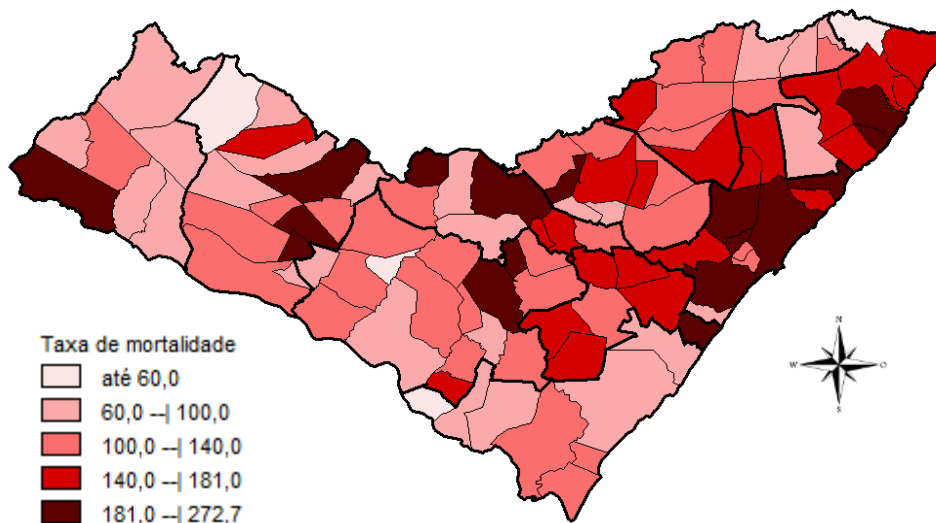 Taxa de mortalidade
até 60,0
60,0 --| 100,0
100,0 --| 140,0
140,0 --| 181,0
181,0 --| 272,7
N
W
O
S